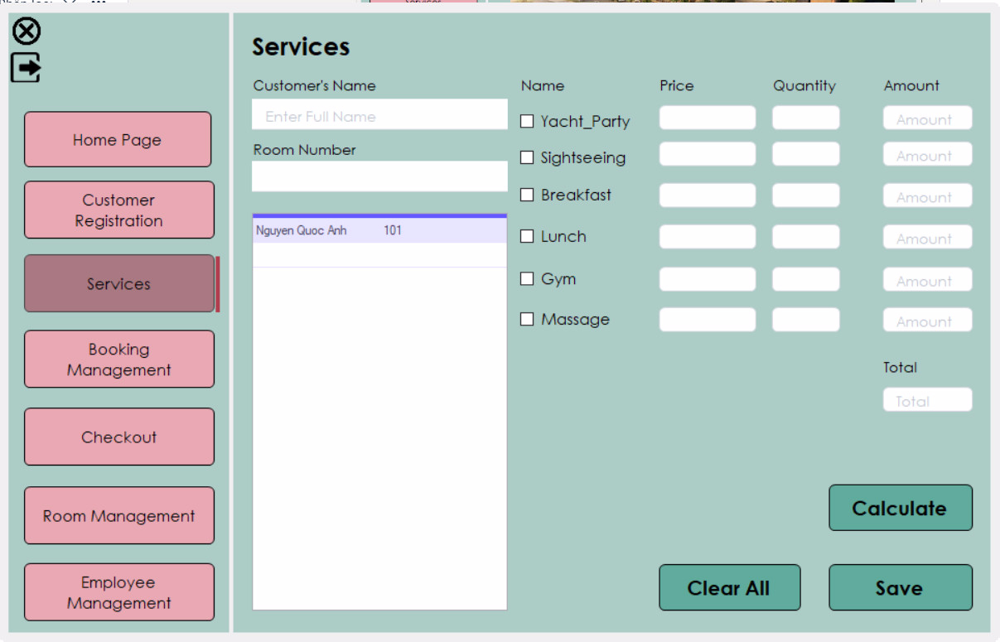 Services
Home Page
Customer
Registration
Services
Booking
Management
Checkout
Room Management
Employee
Management
Services
Customer's Name
Enter Full Name
Room Number
Nguyen Quoc Anh 101
Name Price Quantity Amount
Yacht_Party Amount
Sightseeing Amount
Breakfast Amount
Lunch Amount
Gym Amount
Massage Amount
Total
Total
Calculate
Clear All Save